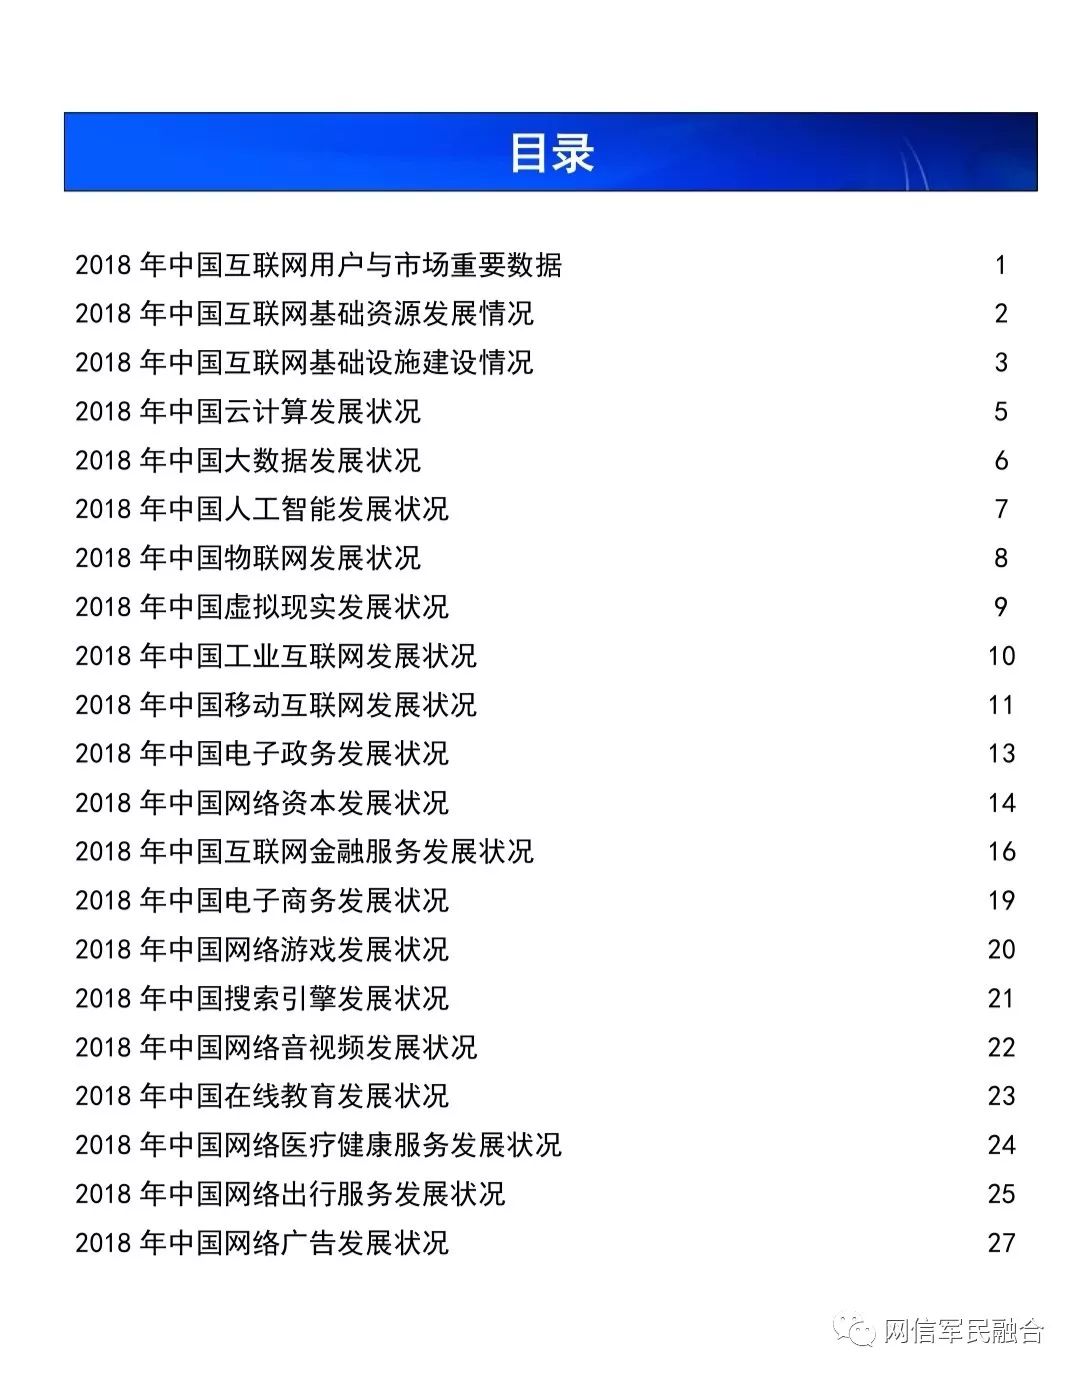 目录
2018 年中国互联网用户与市场重要数据 1
2018 年中国互联网基础资源发展情况 2
2018 年中国互联网基础设施建设情况 3
2018 年中国云计算发展状况 5
2018 年中国大数据发展状况 6
2018 年中国人工智能发展状况 7
2018 年中国物联网发展状况 8
2018 年中国虚拟现实发展状况 9
2018 年中国工业互联网发展状况 10
2018 年中国移动互联网发展状况 11
2018 年中国电子政务发展状况 13
2018 年中国网络资本发展状况 14
2018 年中国互联网金融服务发展状况 16
2018 年中国电子商务发展状况 19
2018 年中国网络游戏发展状况 20
2018 年中国搜索引擎发展状况 21
2018 年中国网络音视频发展状况 22
2018 年中国在线教育发展状况 23
2018 年中国网络医疗健康服务发展状况 24
2018 年中国网络出行服务发展状况 25
2018 年中国网络广告发展状况 27
网信军民融合